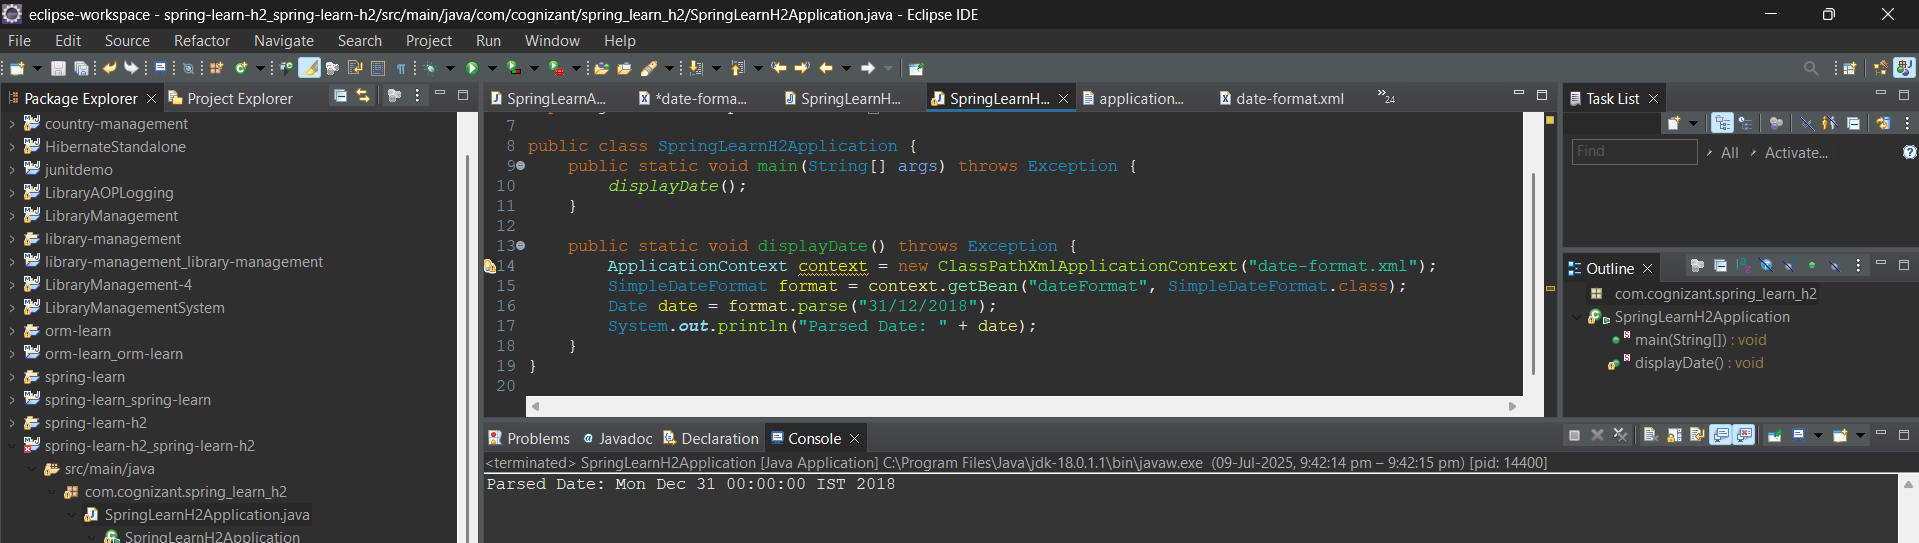 eclipse-workspace - spring-learn-h2_spring-learn-h2/src/main/java/com/cognizant/spring_learn_h2/SpringLearnH2Application.java - Eclipse IDE
File Edit Source Refactor Navigate Search Project Run Window Help
Package Explorer Project Explorer
country-management
HibernateStandalone
junitdemo
LibraryAOPLogging
LibraryManagement
library-management
library-management_library-management
LibraryManagement-4
LibraryManagementSystem
orm-learn
orm-learn_orm-learn
spring-learn
spring-learn_spring-learn
spring-learn-h2
spring-learn-h2_spring-learn-h2
src/main/java
com.cognizant.spring_learn_h2
SpringLearnH2Application.java
SpringLearnH2Application
SpringLearnA... *date-forma... SpringLearnH... SpringLearnH... application... date-format.xml »24
7
8 public class SpringLearnH2Application {
9 public static void main(String[] args) throws Exception {
10 displayDate();
11 }
12
13 public static void displayDate() throws Exception {
14 ApplicationContext context = new ClassPathXmlApplicationContext("date-format.xml");
15 SimpleDateFormat format = context.getBean("dateFormat", SimpleDateFormat.class);
16 Date date = format.parse("31/12/2018");
17 System.out.println("Parsed Date: " + date);
18 }
19 }
20
Problems Javadoc Declaration Console
<terminated> SpringLearnH2Application [Java Application] C:\Program Files\Java\jdk-18.0.1.1\bin\javaw.exe (09-Jul-2025, 9:42:14 pm – 9:42:15 pm) [pid: 14400]
Parsed Date: Mon Dec 31 00:00:00 IST 2018
Task List
Find All Activate...
Outline
com.cognizant.spring_learn_h2
SpringLearnH2Application
main(String[]) : void
displayDate() : void